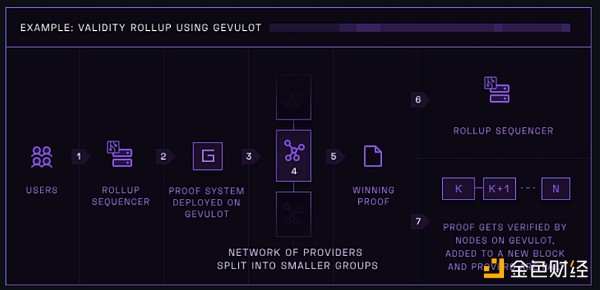 EXAMPLE: VALIDITY ROLLUP USING GEVULOT
1
2
3
4
5
6
7
USERS
ROLLUP
SEQUENCER
G
PROOF SYSTEM
DEPLOYED ON
GEVULOT
NETWORK OF PROVIDERS
SPLIT INTO SMALLER GROUPS
WINNING
PROOF
ROLLUP SEQUENCER
K K+1 N
PROOF GETS VERIFIED BY
NODES ON GEVULOT,
ADDED TO A NEW BLOCK
AND
金色财经